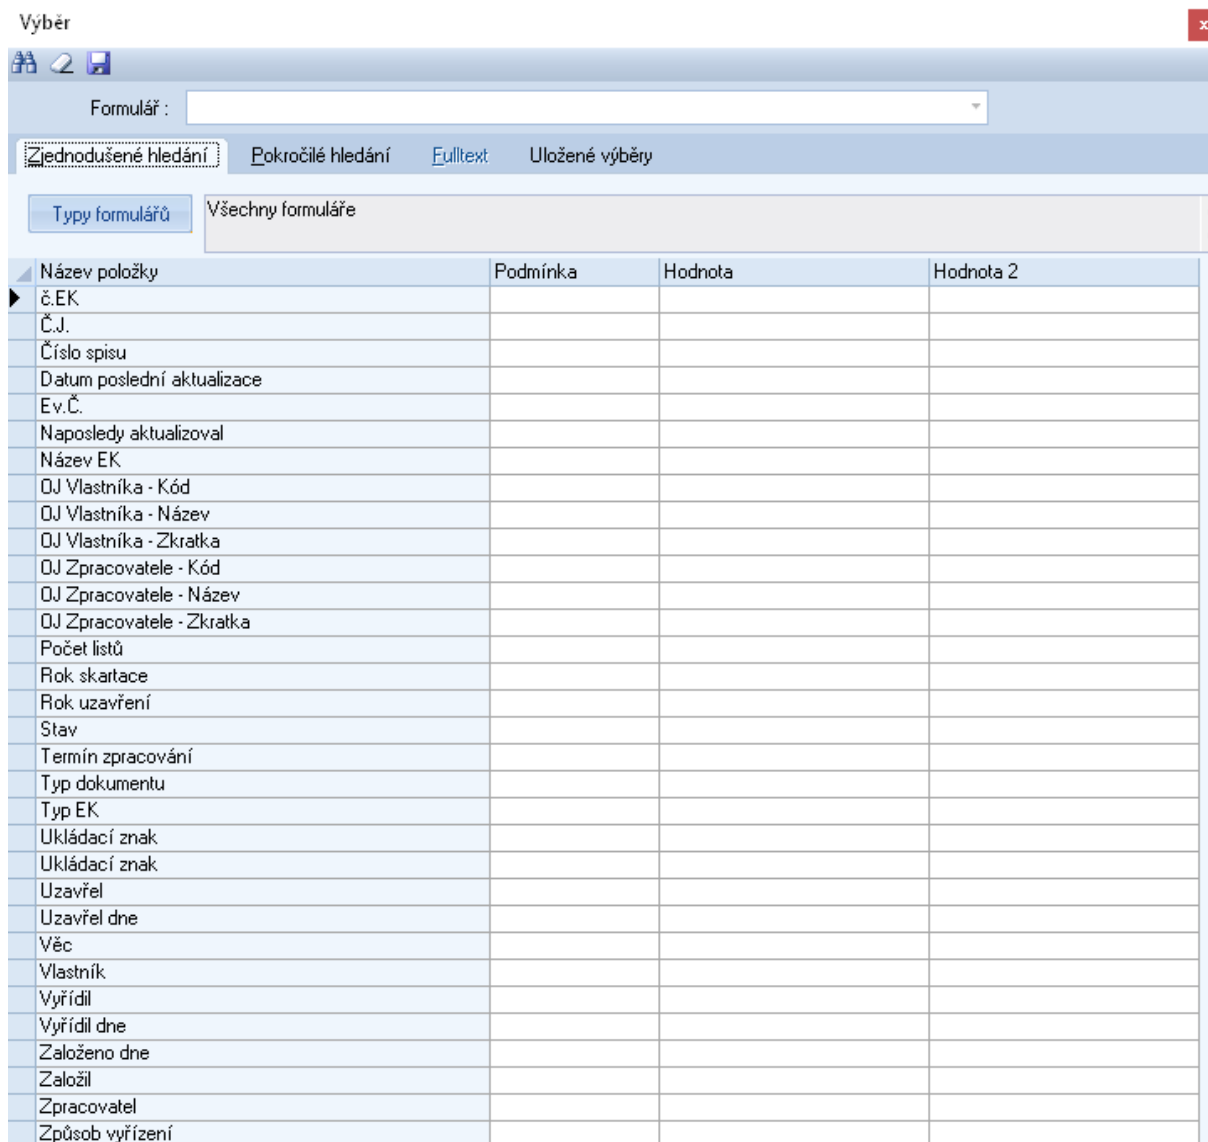 Výběr
x
Formulář :
Zjednodušené hledání Pokročilé hledání Fulltext Uložené výběry
Typy formulářů Všechny formuláře
Název položky Podmínka Hodnota Hodnota 2
č.EK
Č.J.
Číslo spisu
Datum poslední aktualizace
Ev.Č.
Naposledy aktualizoval
Název EK
OJ Vlastníka - Kód
OJ Vlastníka - Název
OJ Vlastníka - Zkratka
OJ Zpracovatele - Kód
OJ Zpracovatele - Název
OJ Zpracovatele - Zkratka
Počet listů
Rok skartace
Rok uzavření
Stav
Termín zpracování
Typ dokumentu
Typ EK
Ukládací znak
Ukládací znak
Uzavřel
Uzavřel dne
Věc
Vlastník
Vyřídil
Vyřídil dne
Založeno dne
Založil
Zpracovatel
Způsob vyřízení